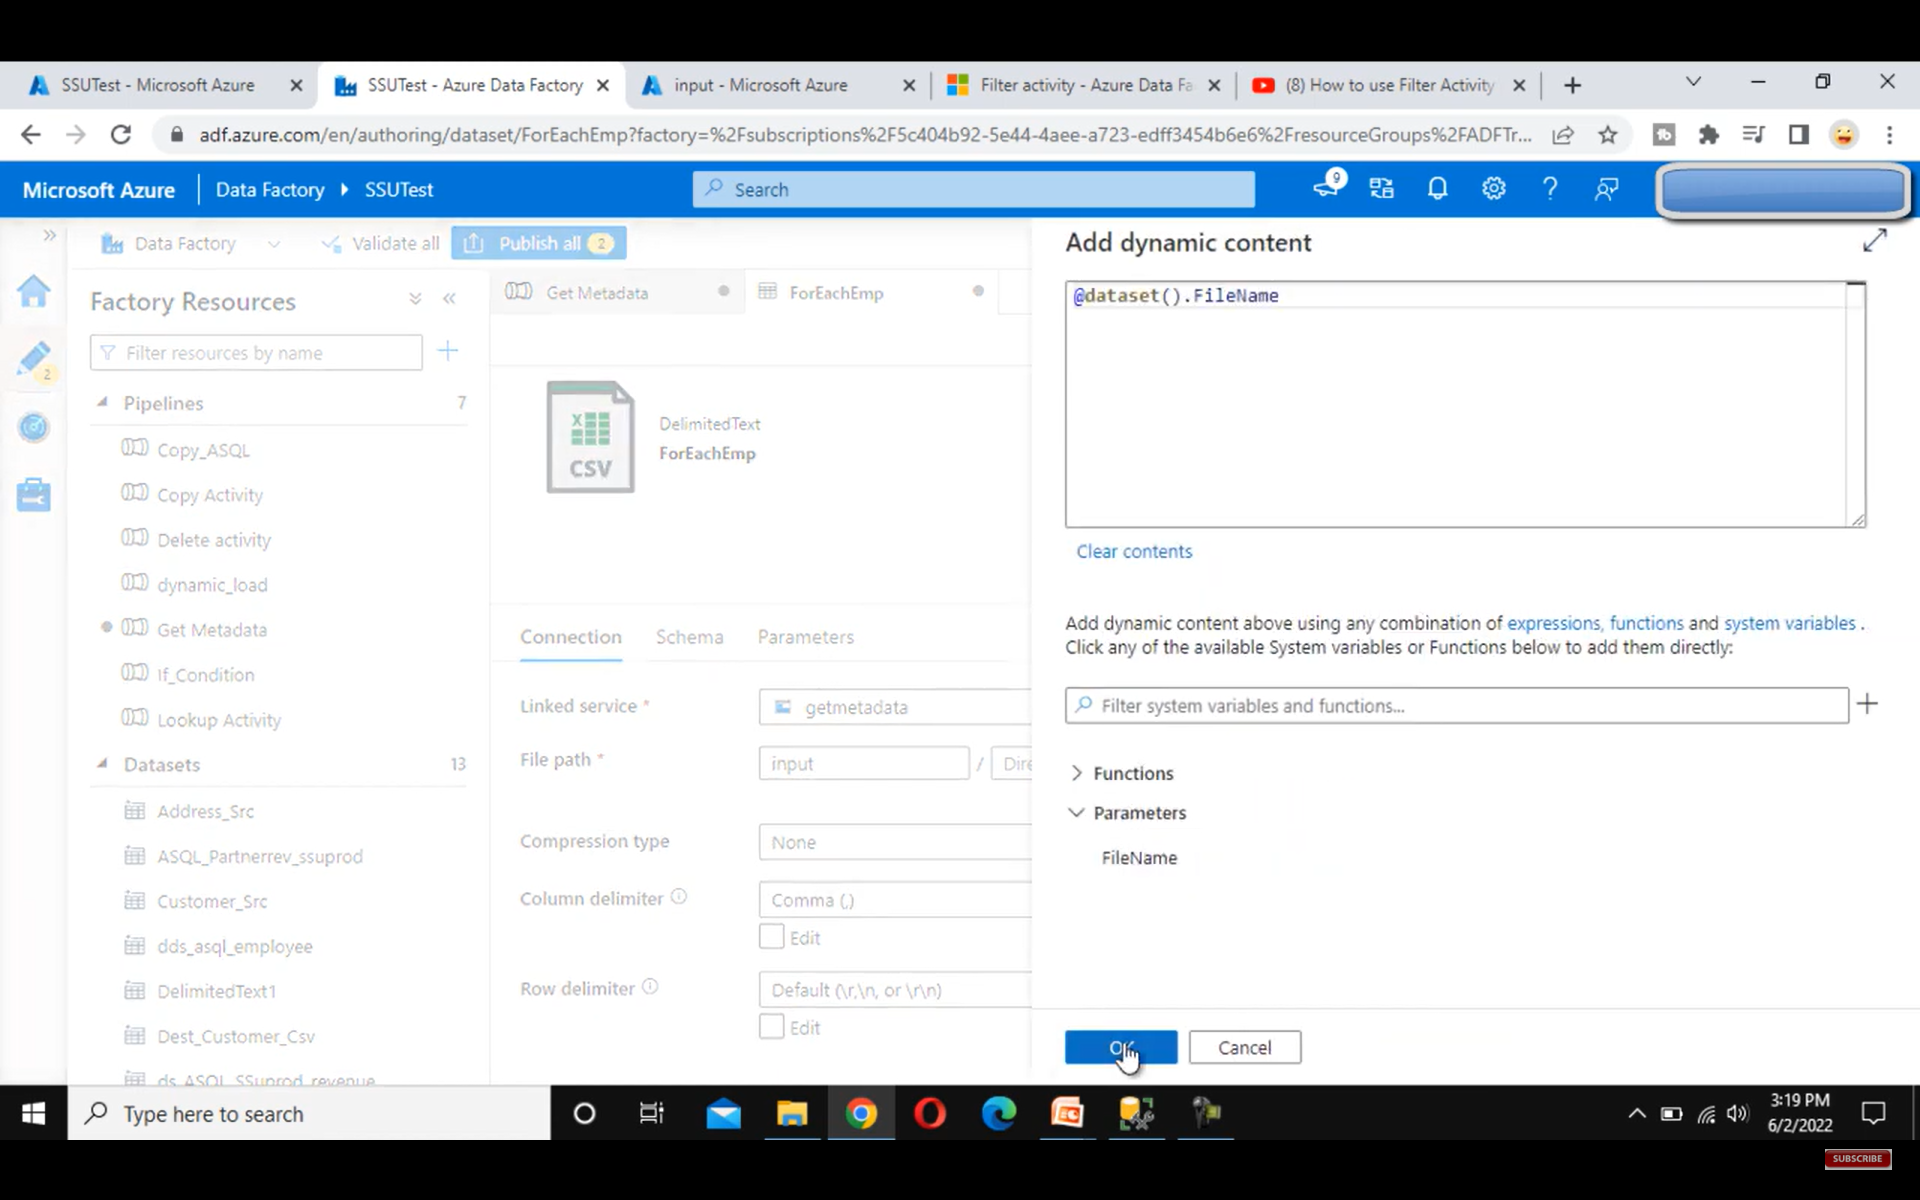 SSUTest - Microsoft Azure
SSUTest - Azure Data Factory
input - Microsoft Azure
Filter activity - Azure Data Fa
(8) How to use Filter Activity
adf.azure.com/en/authoring/dataset/ForEachEmp?factory=%2Fsubscriptions%2F5c404b92-5e44-4aee-a723-edff3454b6e6%2FresourceGroups%2FADFTr...
Microsoft Azure
Data Factory
SSUTest
Search
9
Data Factory
Validate all
Publish all
2
Factory Resources
Filter resources by name
2
Pipelines
7
Copy_ASQL
Copy Activity
Delete activity
dynamic_load
Get Metadata
If_Condition
Lookup Activity
Datasets
13
Address_Src
ASQL_Partnerrev_ssuprod
Customer_Src
dds_asql_employee
DelimitedText1
Dest_Customer_Csv
ds_ASQL_SSuprod_revenue
Get Metadata
ForEachEmp
X
CSV
DelimitedText
ForEachEmp
Connection
Schema
Parameters
Linked service *
getmetadata
File path *
input
/
Dire
Compression type
None
Column delimiter
Comma (,)
Edit
Row delimiter
Default (\r,\n, or \r\n)
Edit
Add dynamic content
@dataset().FileName
Clear contents
Add dynamic content above using any combination of expressions, functions and system variables .
Click any of the available System variables or Functions below to add them directly:
Filter system variables and functions...
Functions
Parameters
FileName
OK
Cancel
Type here to search
3:19 PM
6/2/2022
SUBSCRIBE